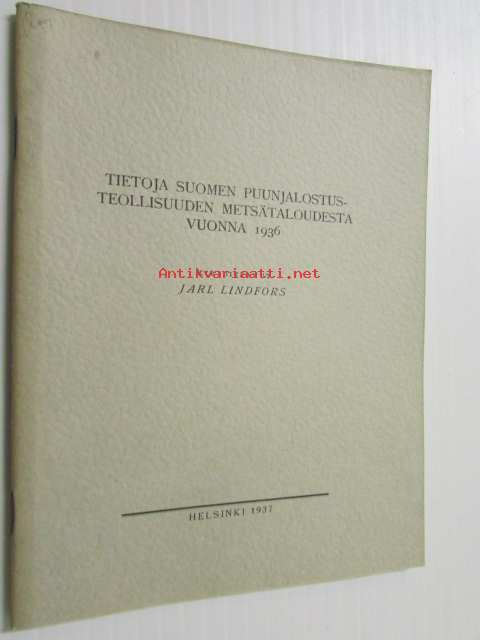 TIETOJA SUOMEN PUUNJALOSTUS-
TEOLLISUUDEN METSÄTALOUDESTA
VUONNA 1936
Antikvariaatti.net
JARL LINDFORS
HELSINKI 1937